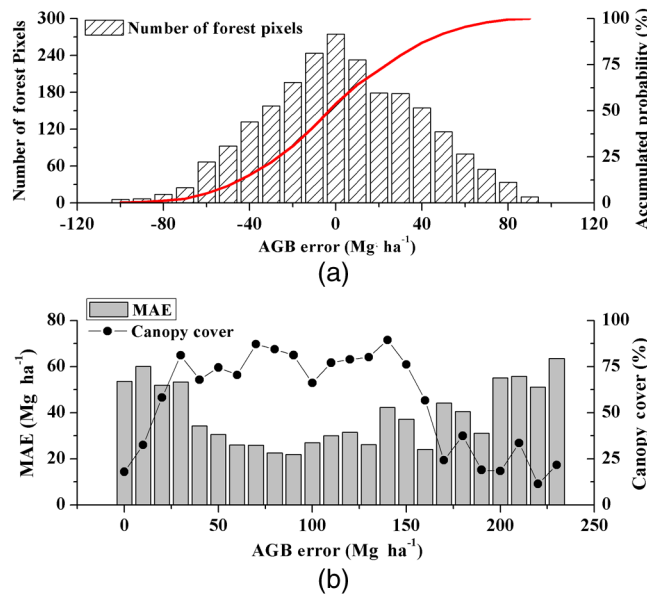 Number of forest pixels
Number of forest Pixels
300
240
180
120
60
0
100
75
50
25
0
Accumulated probability (%)
-120 -80 -40 0 40 80 120
AGB error (Mg· ha⁻¹)
(a)
MAE
Canopy cover
MAE (Mg ha⁻¹)
80
60
40
20
0
100
75
50
25
0
Canopy cover (%)
0 50 100 150 200 250
AGB error (Mg ha⁻¹)
(b)